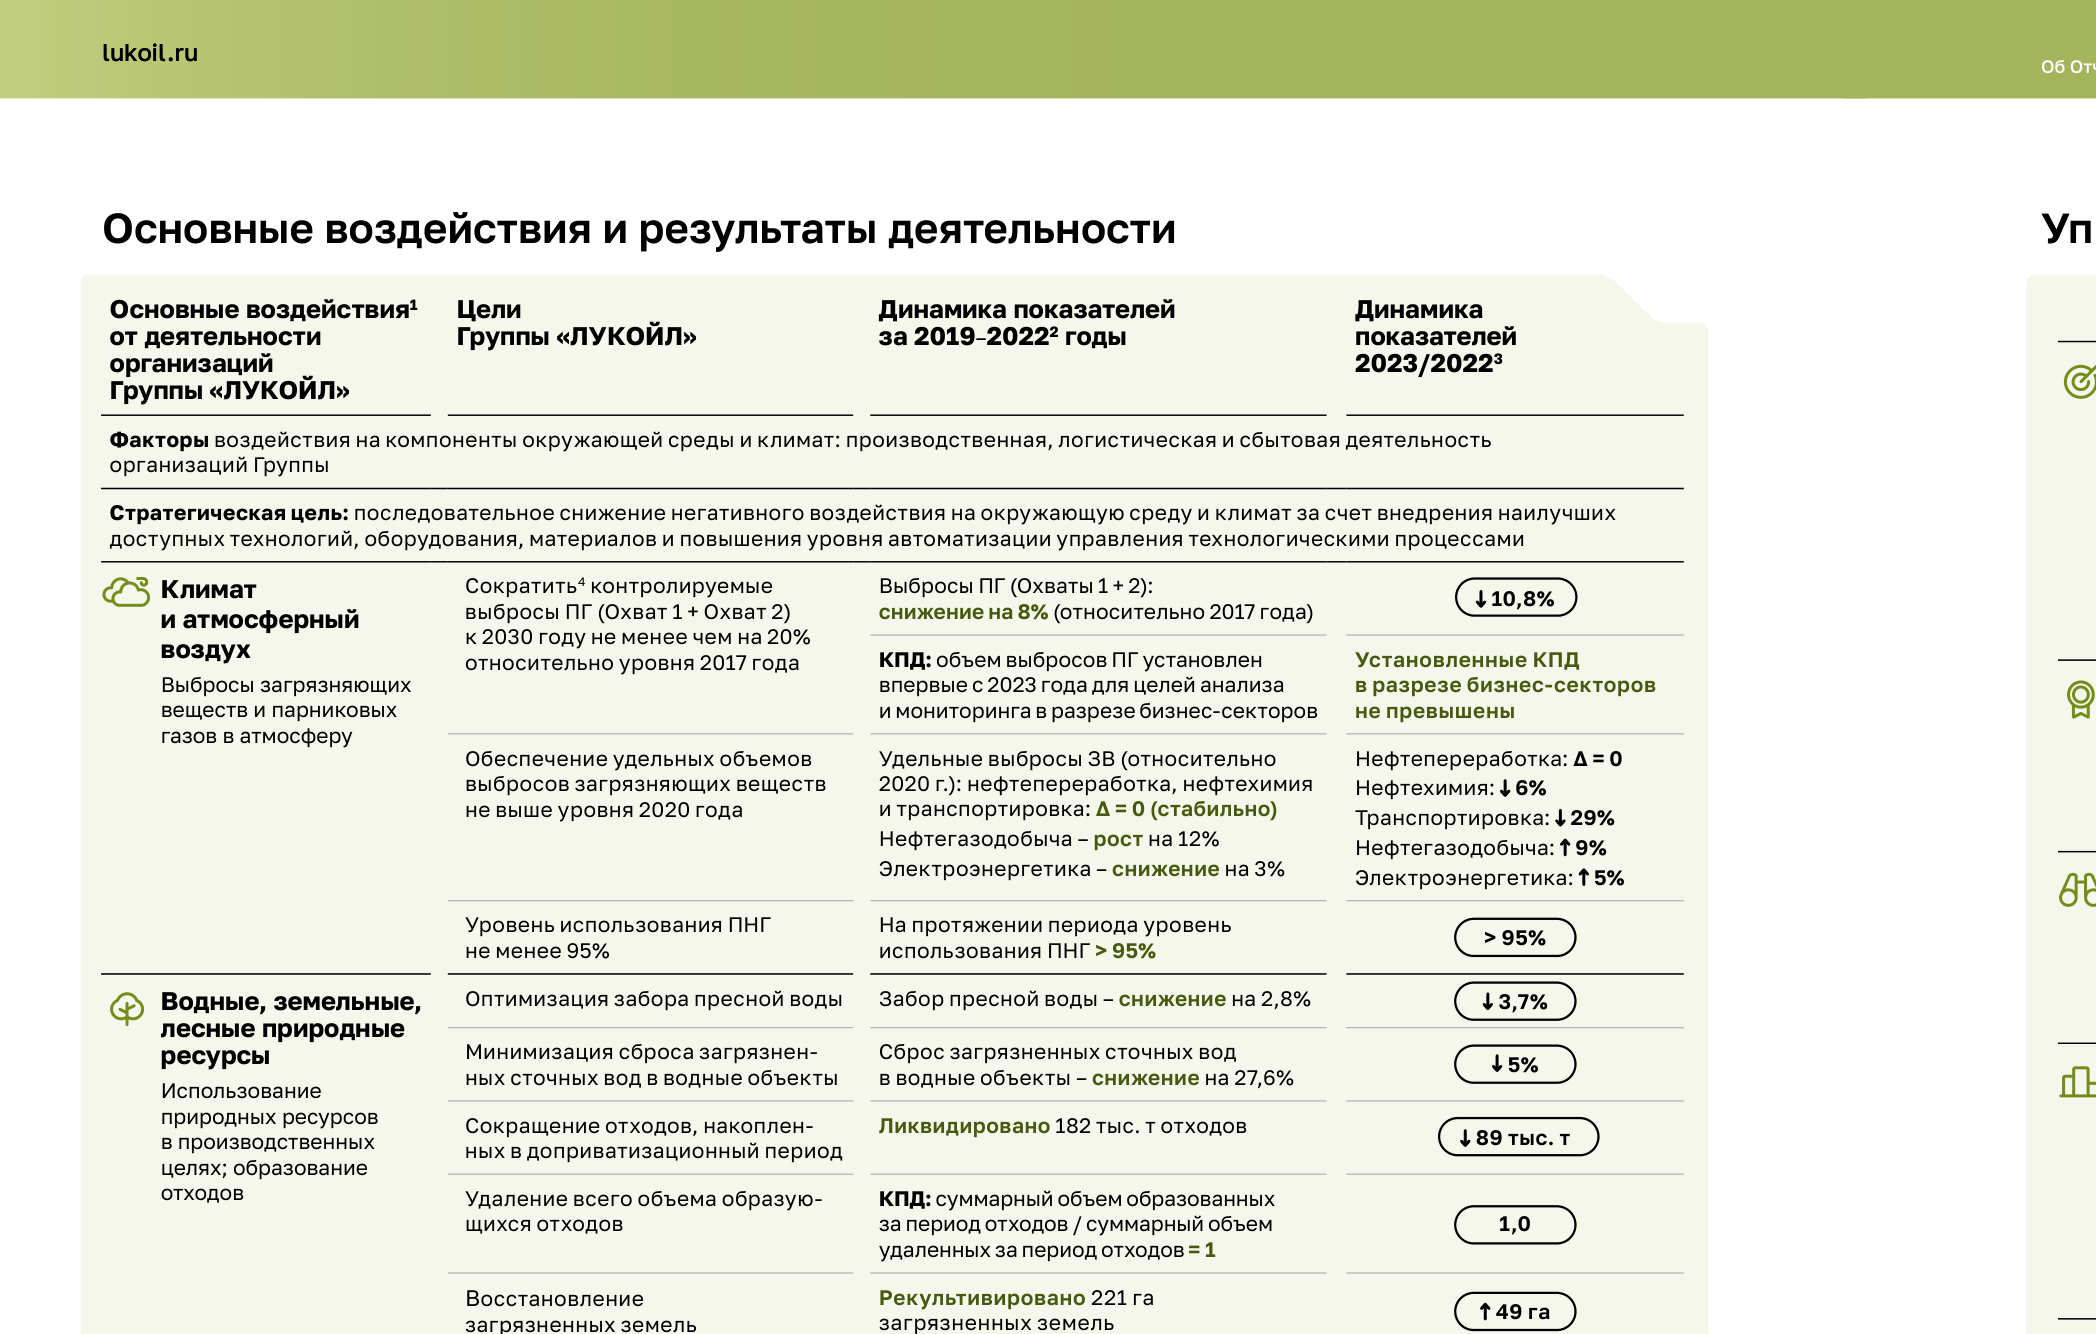 lukoil.ru
Об Отч
Основные воздействия и результаты деятельности
Уп
Основные воздействия¹
от деятельности
организаций
Группы «ЛУКОЙЛ»
Цели
Группы «ЛУКОЙЛ»
Динамика показателей
за 2019–2022² годы
Динамика
показателей
2023/2022³
Факторы воздействия на компоненты окружающей среды и климат: производственная, логистическая и сбытовая деятельность
организаций Группы
Стратегическая цель: последовательное снижение негативного воздействия на окружающую среду и климат за счет внедрения наилучших
доступных технологий, оборудования, материалов и повышения уровня автоматизации управления технологическими процессами
Климат
и атмосферный
воздух
Выбросы загрязняющих
веществ и парниковых
газов в атмосферу
Сократить⁴ контролируемые
выбросы ПГ (Охват 1 + Охват 2)
к 2030 году не менее чем на 20%
относительно уровня 2017 года
Выбросы ПГ (Охваты 1 + 2):
снижение на 8% (относительно 2017 года)
↓10,8%
КПД: объем выбросов ПГ установлен
впервые с 2023 года для целей анализа
и мониторинга в разрезе бизнес-секторов
Установленные КПД
в разрезе бизнес-секторов
не превышены
Обеспечение удельных объемов
выбросов загрязняющих веществ
не выше уровня 2020 года
Удельные выбросы ЗВ (относительно
2020 г.): нефтепереработка, нефтехимия
и транспортировка: Δ = 0 (стабильно)
Нефтегазодобыча – рост на 12%
Электроэнергетика – снижение на 3%
Нефтепереработка: Δ = 0
Нефтехимия: ↓6%
Транспортировка: ↓29%
Нефтегазодобыча: ↑9%
Электроэнергетика: ↑5%
Уровень использования ПНГ
не менее 95%
На протяжении периода уровень
использования ПНГ > 95%
> 95%
Водные, земельные,
лесные природные
ресурсы
Использование
природных ресурсов
в производственных
целях; образование
отходов
Оптимизация забора пресной воды
Забор пресной воды – снижение на 2,8%
↓3,7%
Минимизация сброса загрязнен-
ных сточных вод в водные объекты
Сброс загрязненных сточных вод
в водные объекты – снижение на 27,6%
↓5%
Сокращение отходов, накоплен-
ных в доприватизационный период
Ликвидировано 182 тыс. т отходов
↓89 тыс. т
Удаление всего объема образую-
щихся отходов
КПД: суммарный объем образованных
за период отходов / суммарный объем
удаленных за период отходов = 1
1,0
Восстановление
загрязненных земель
Рекультивировано 221 га
загрязненных земель
↑49 га